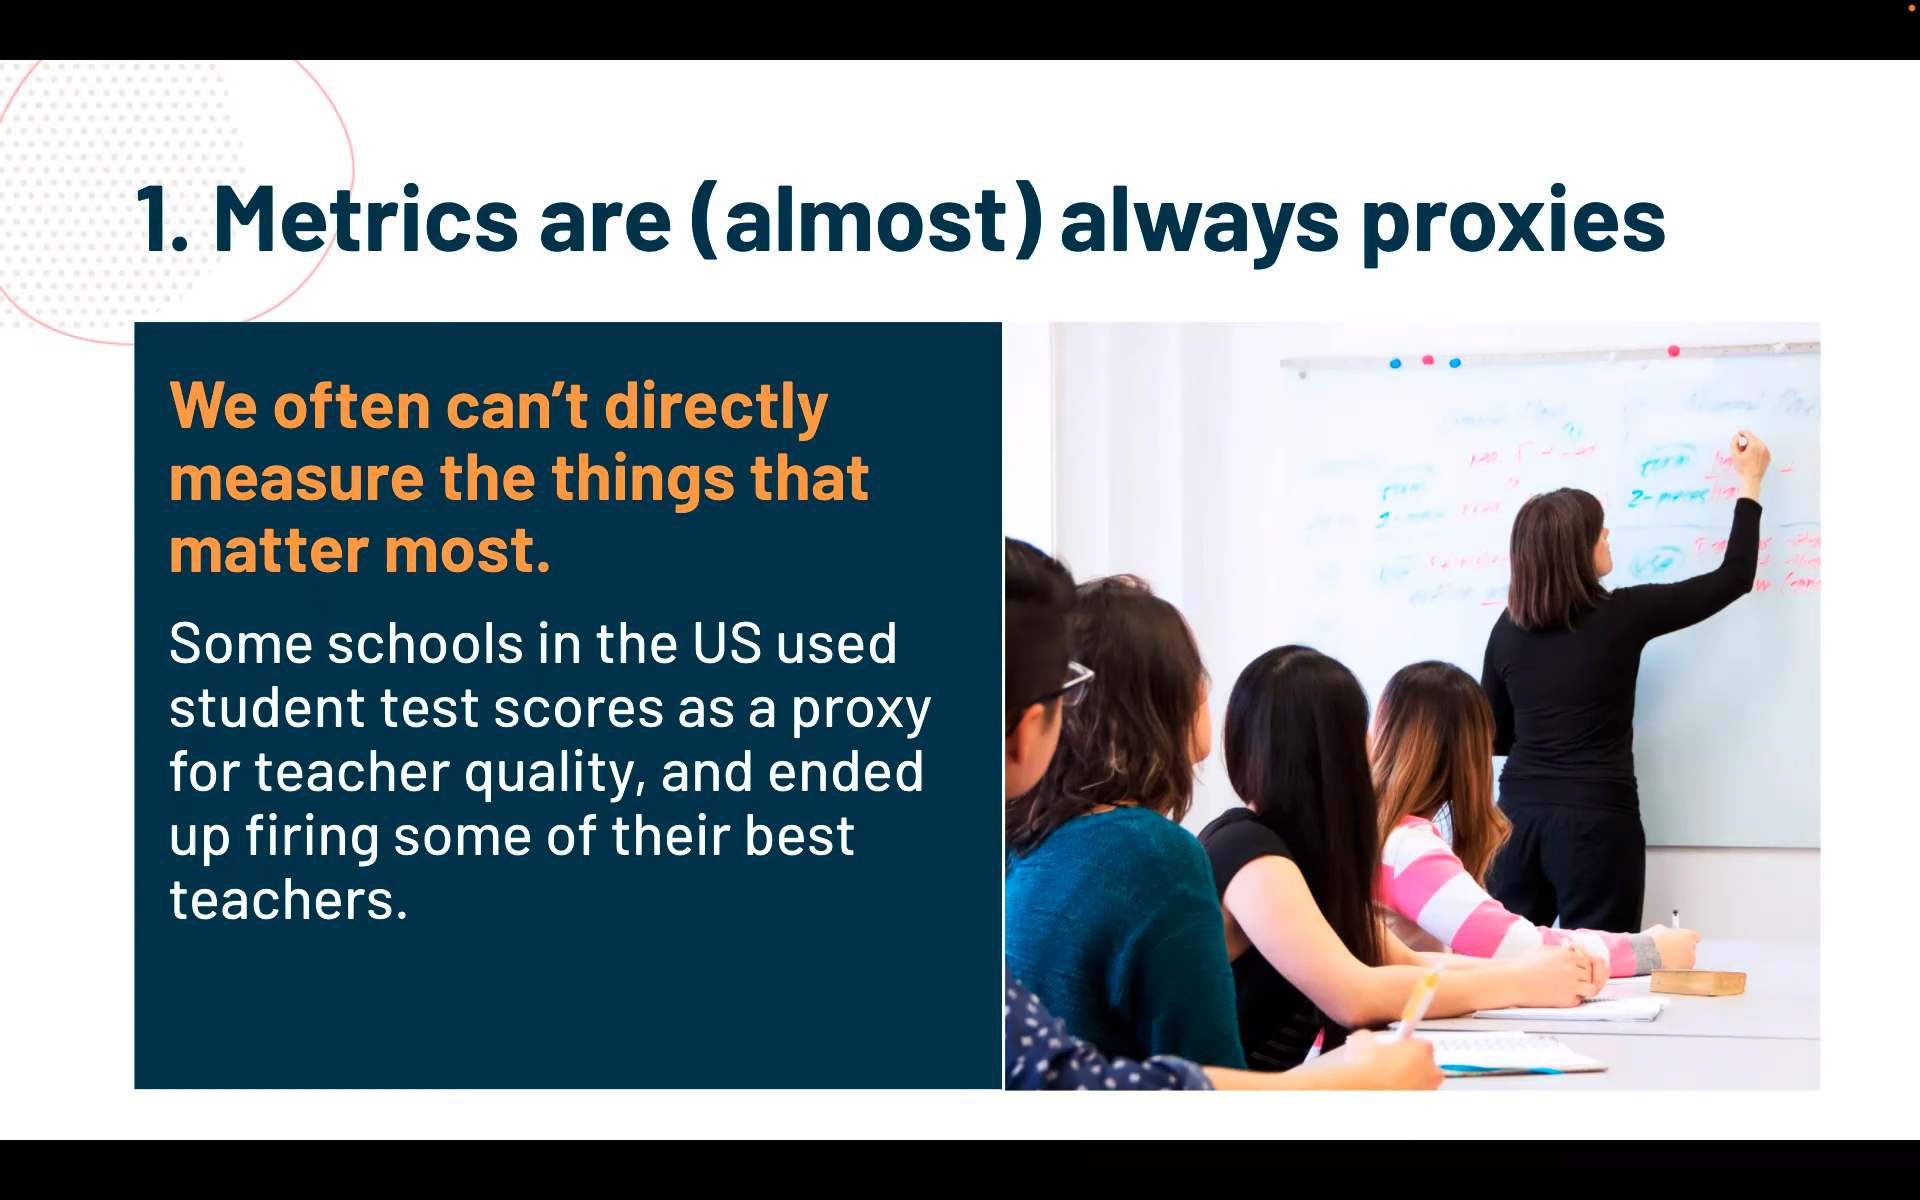 1. Metrics are (almost) always proxies
We often can’t directly
measure the things that
matter most.
Some schools in the US used
student test scores as a proxy
for teacher quality, and ended
up firing some of their best
teachers.